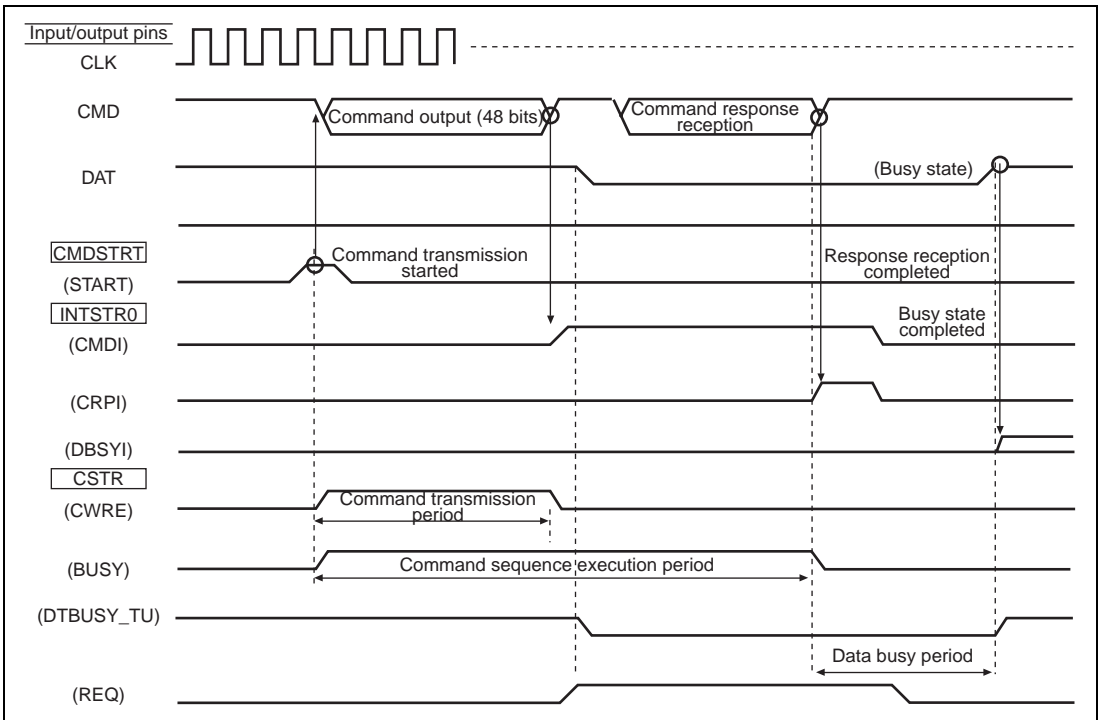 Input/output pins
CLK
CMD
Command output (48 bits)
Command response
reception
DAT
(Busy state)
CMDSTRT
(START)
Command transmission
started
Response reception
completed
INTSTR0
(CMDI)
Busy state
completed
(CRPI)
(DBSYI)
CSTR
(CWRE)
Command transmission
period
(BUSY)
Command sequence execution period
(DTBUSY_TU)
Data busy period
(REQ)